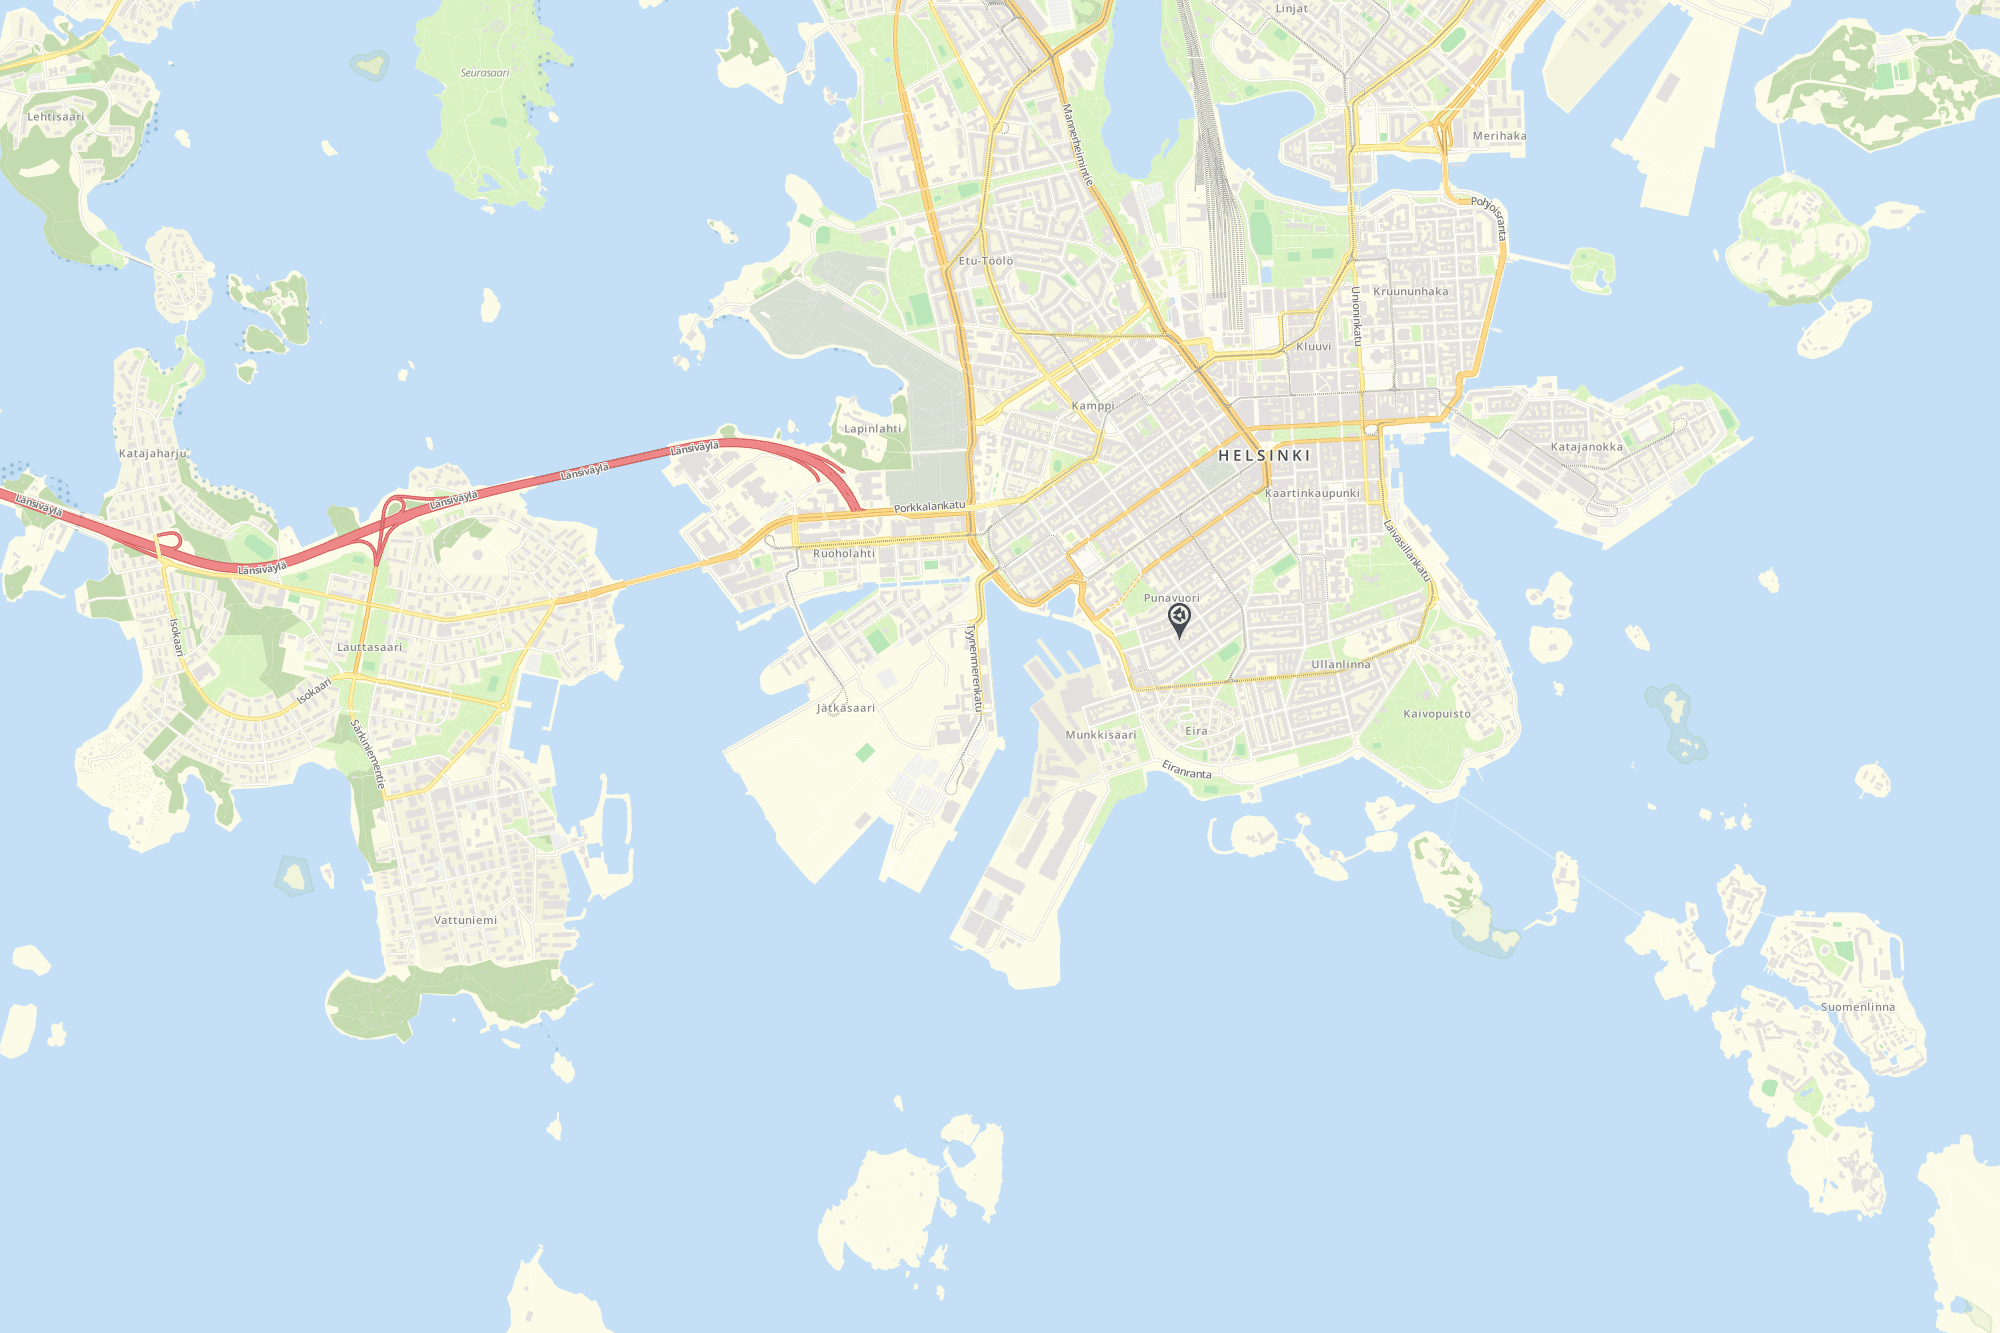 Linjat
Seurasaari
Lehtisaari
Mannerheimintie
Merihaka
Pohjoisranta
Etu-Töölö
Kruununhaka
Unioninkatu
Kluuvi
Kamppi
Lapinlahti
Katajaharju
Länsiväylä
Länsiväylä
Länsiväylä
Länsiväylä
Länsiväylä
Länsiväylä
Katajanokka
HELSINKI
Kaartinkaupunki
Porkkalankatu
Ruoholahti
Laivasillankatu
Punavuori
Isokaari
Lauttasaari
Tyynenmerenkatu
Ullanlinna
Isokaari
Jätkäsaari
Kaivopuisto
Särkiniementie
Munkkisaari
Eira
Eiranranta
Vattuniemi
Suomenlinna